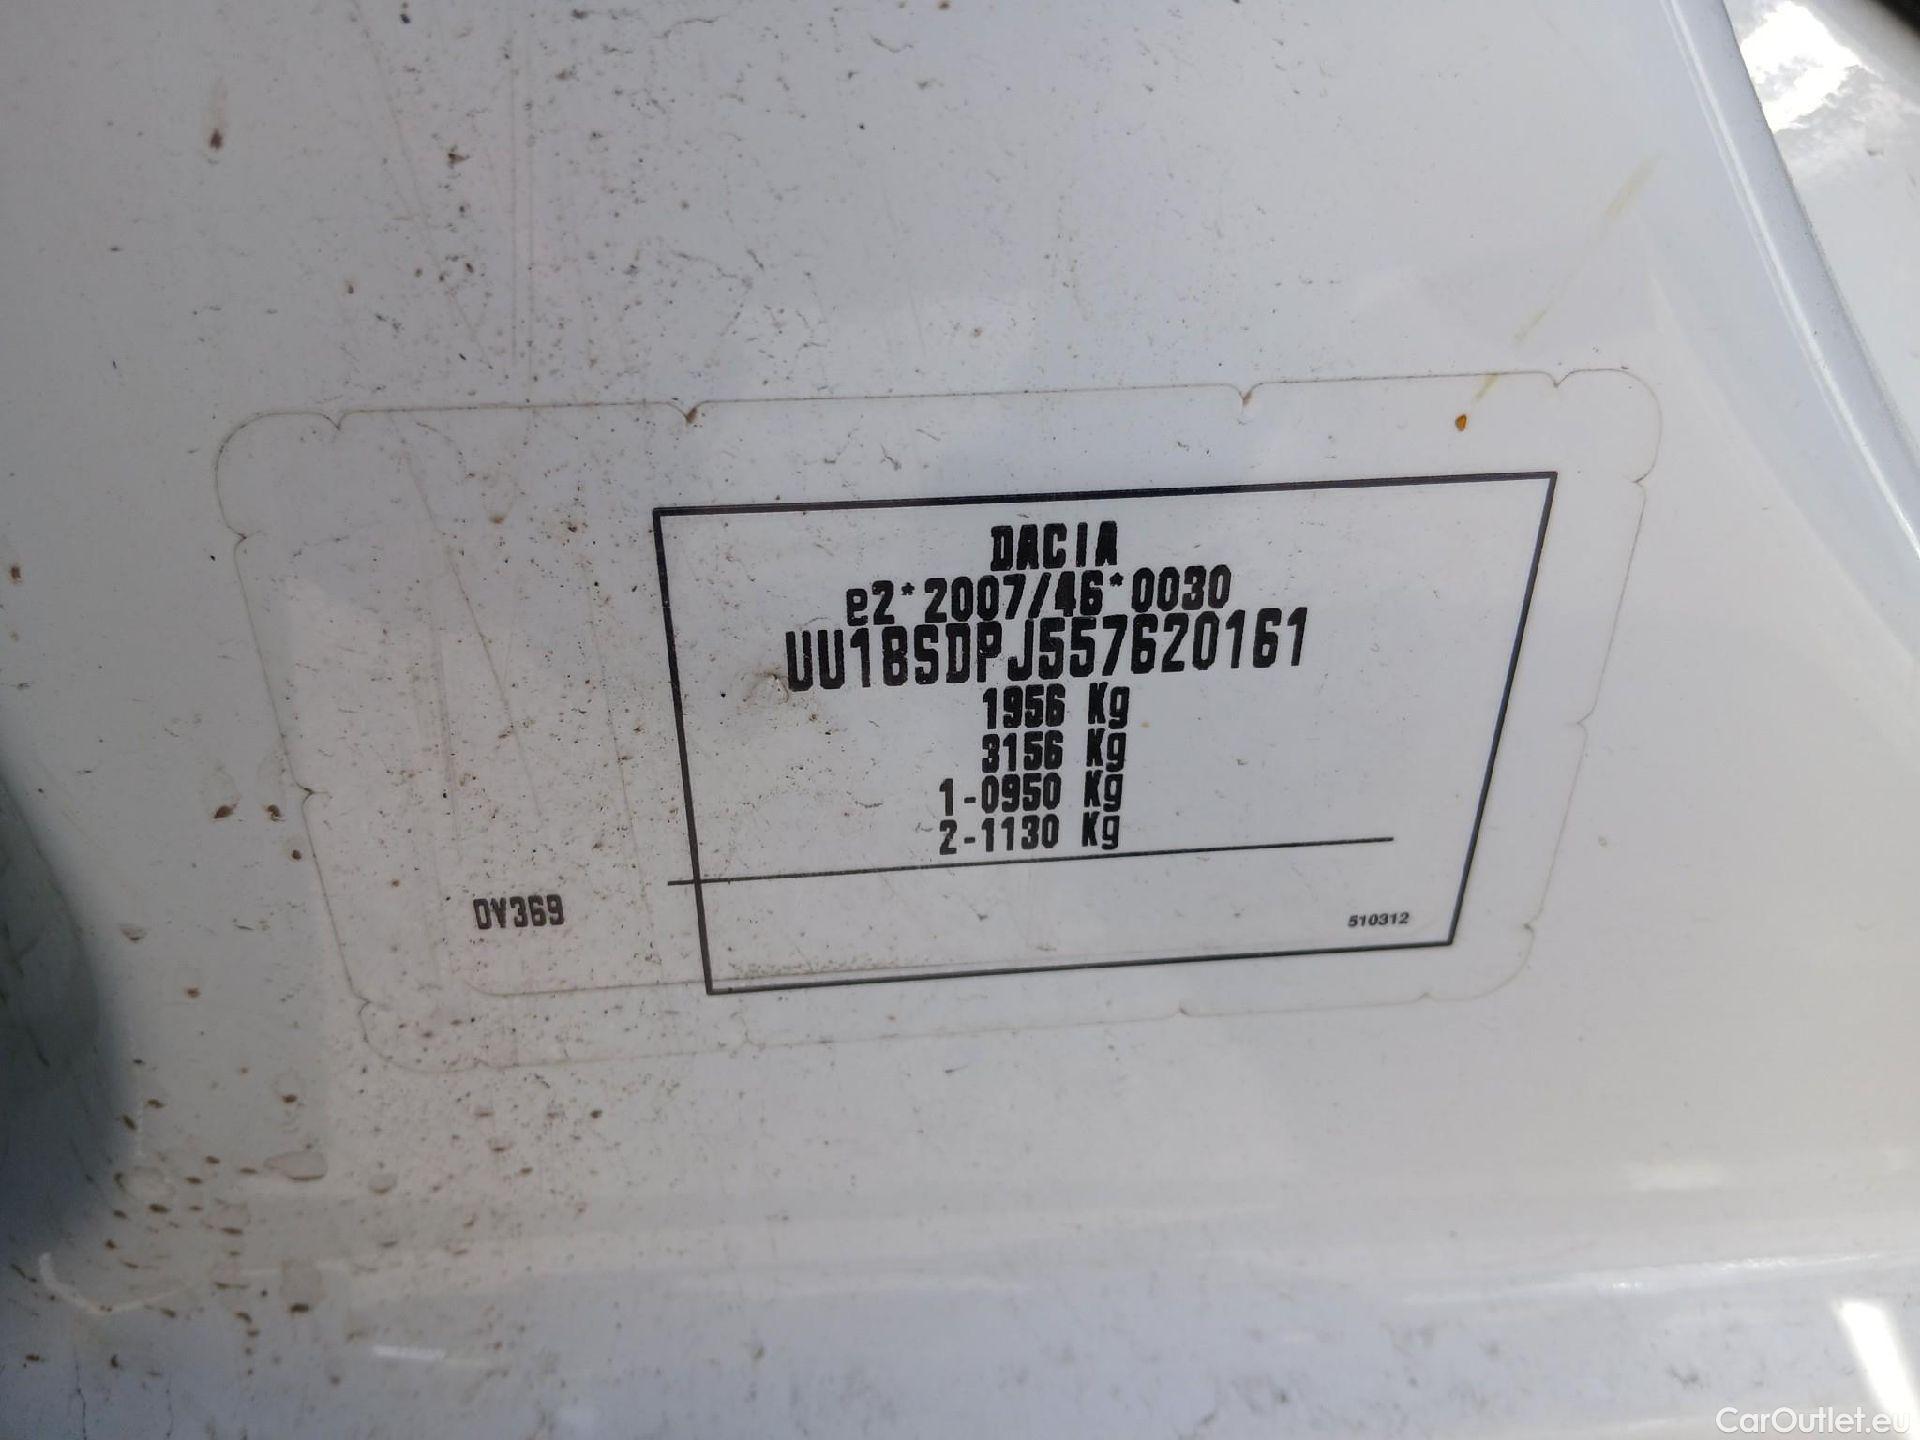 DACIA
e2*2007/46*0030
UU18SDPJ557620161
1956 Kg
3156 Kg
1-0950 Kg
2-1130 Kg
DV369
510312
CarOutlet.eu